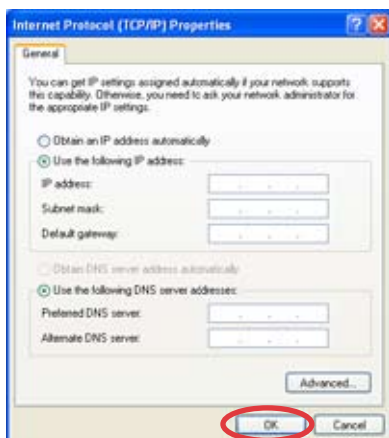 Internet Protocol (TCP/IP) Properties
General
You can get IP settings assigned automatically if your network supports
this capability. Otherwise, you need to ask your network administrator for
the appropriate IP settings.
Obtain an IP address automatically
Use the following IP address:
IP address:
Subnet mask:
Default gateway:
Obtain DNS server address automatically
Use the following DNS server addresses:
Preferred DNS server:
Alternate DNS server:
Advanced...
OK Cancel